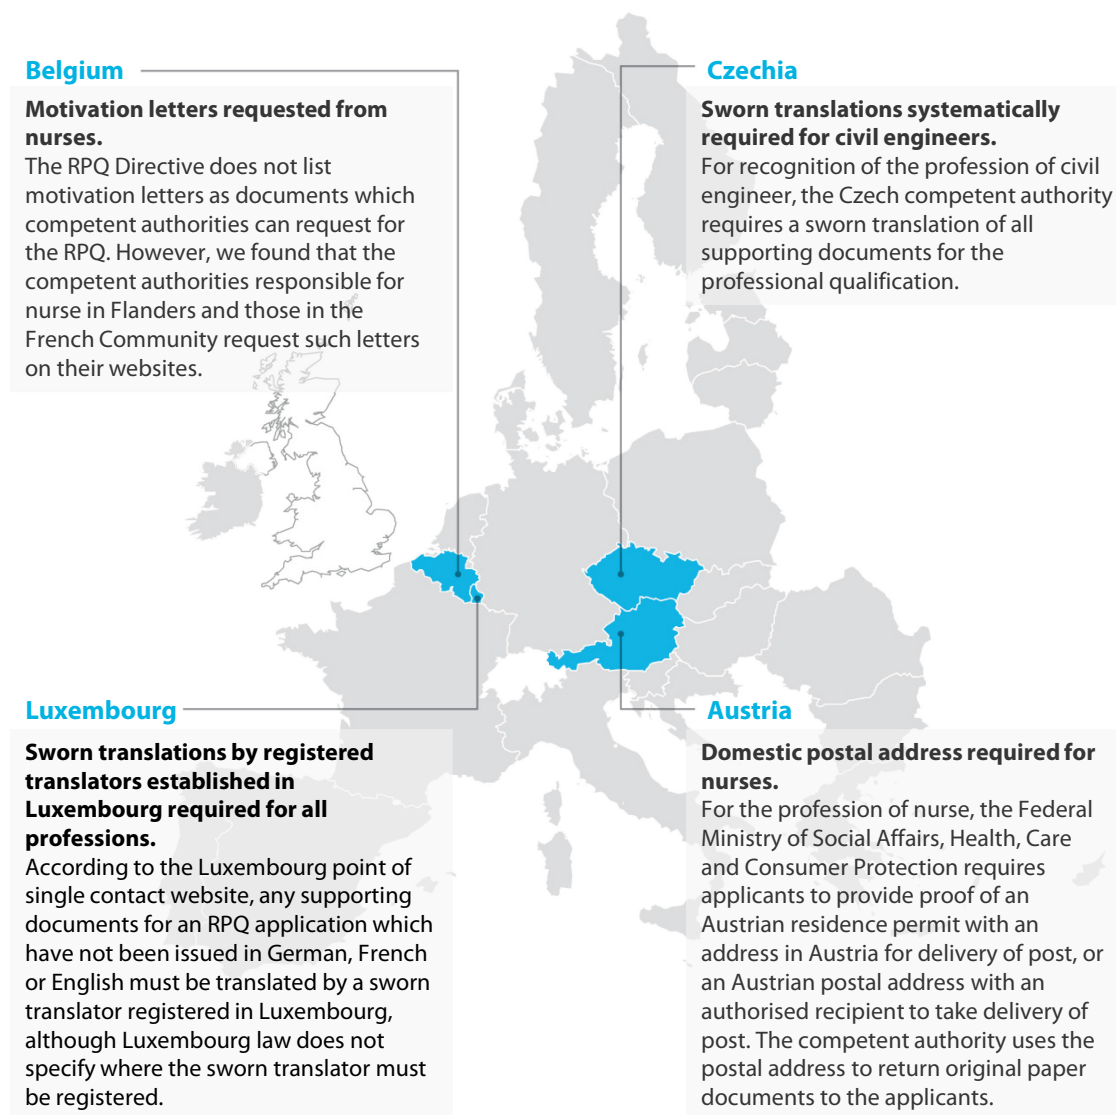 Belgium
Motivation letters requested from
nurses.
The RPQ Directive does not list
motivation letters as documents which
competent authorities can request for
the RPQ. However, we found that the
competent authorities responsible for
nurse in Flanders and those in the
French Community request such letters
on their websites.
Czechia
Sworn translations systematically
required for civil engineers.
For recognition of the profession of civil
engineer, the Czech competent authority
requires a sworn translation of all
supporting documents for the
professional qualification.
Luxembourg
Sworn translations by registered
translators established in
Luxembourg required for all
professions.
According to the Luxembourg point of
single contact website, any supporting
documents for an RPQ application which
have not been issued in German, French
or English must be translated by a sworn
translator registered in Luxembourg,
although Luxembourg law does not
specify where the sworn translator must
be registered.
Austria
Domestic postal address required for
nurses.
For the profession of nurse, the Federal
Ministry of Social Affairs, Health, Care
and Consumer Protection requires
applicants to provide proof of an
Austrian residence permit with an
address in Austria for delivery of post, or
an Austrian postal address with an
authorised recipient to take delivery of
post. The competent authority uses the
postal address to return original paper
documents to the applicants.